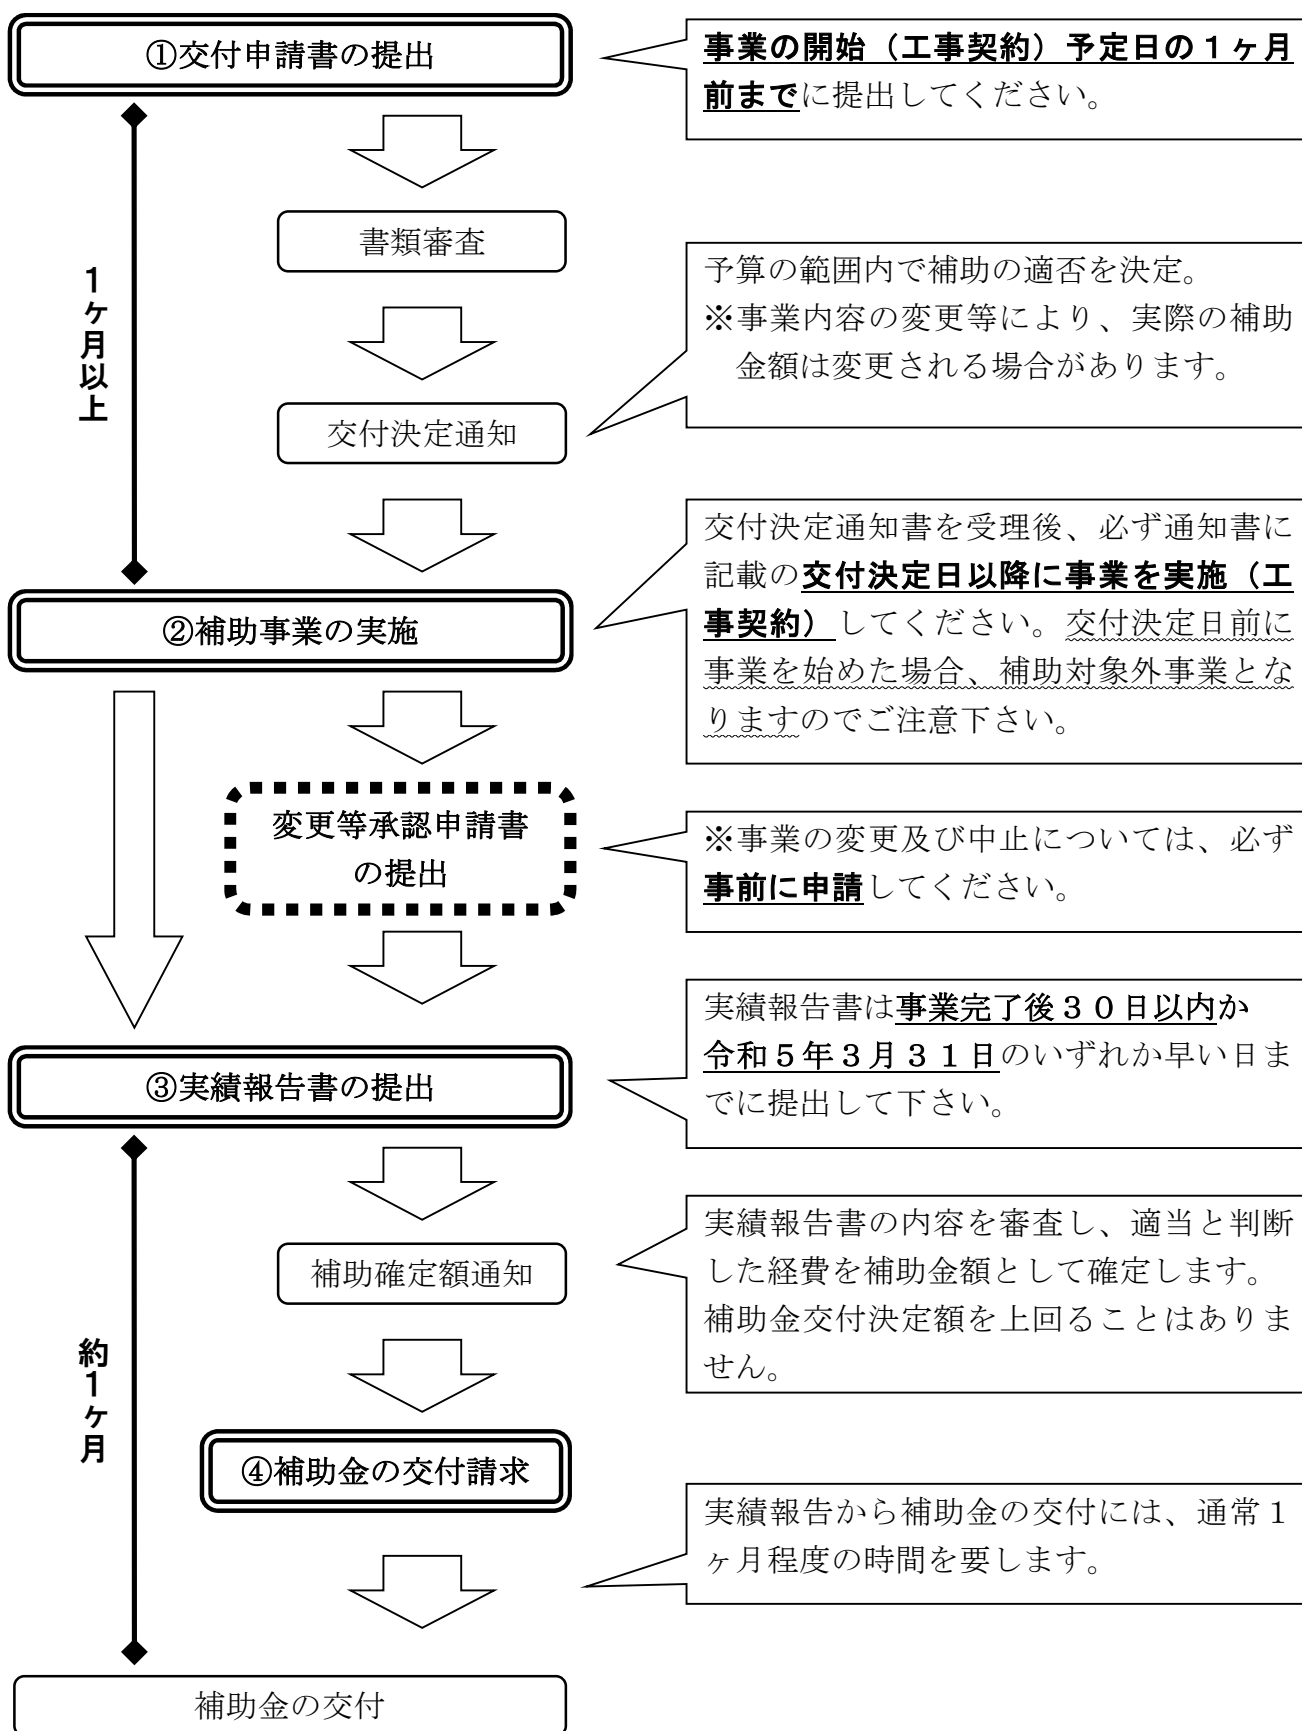 ①交付申請書の提出
事業の開始（工事契約）予定日の１ヶ月
前までに提出してください。
書類審査
1ヶ月以上
予算の範囲内で補助の適否を決定。
※事業内容の変更等により、実際の補助
金額は変更される場合があります。
交付決定通知
交付決定通知書を受理後、必ず通知書に
記載の交付決定日以降に事業を実施（工
事契約）してください。交付決定日前に
事業を始めた場合、補助対象外事業とな
りますのでご注意下さい。
②補助事業の実施
変更等承認申請書
の提出
※事業の変更及び中止については、必ず
事前に申請してください。
実績報告書は事業完了後３０日以内か
令和５年３月３１日のいずれか早い日ま
でに提出して下さい。
③実績報告書の提出
実績報告書の内容を審査し、適当と判断
した経費を補助金額として確定します。
補助金交付決定額を上回ることはありま
せん。
補助確定額通知
約1ヶ月
④補助金の交付請求
実績報告から補助金の交付には、通常１
ヶ月程度の時間を要します。
補助金の交付